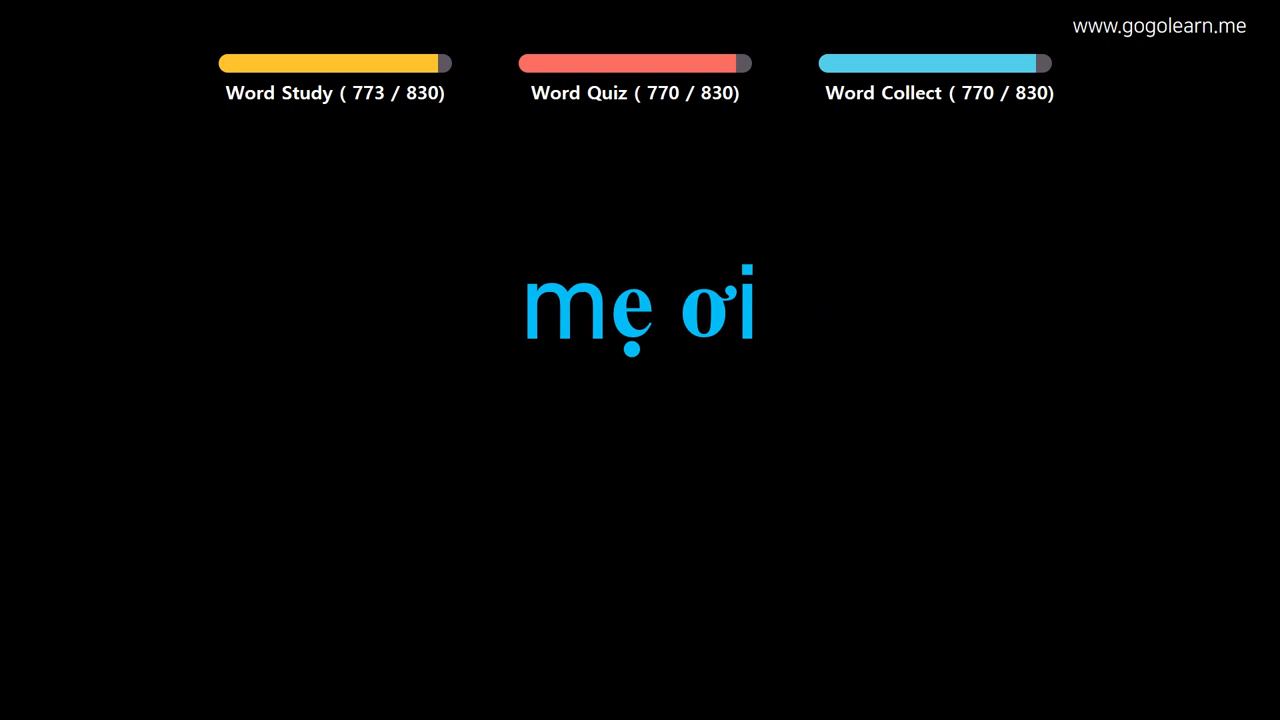 www.gogolearn.me
Word Study ( 773 / 830)
Word Quiz ( 770 / 830)
Word Collect ( 770 / 830)
mẹ ơi